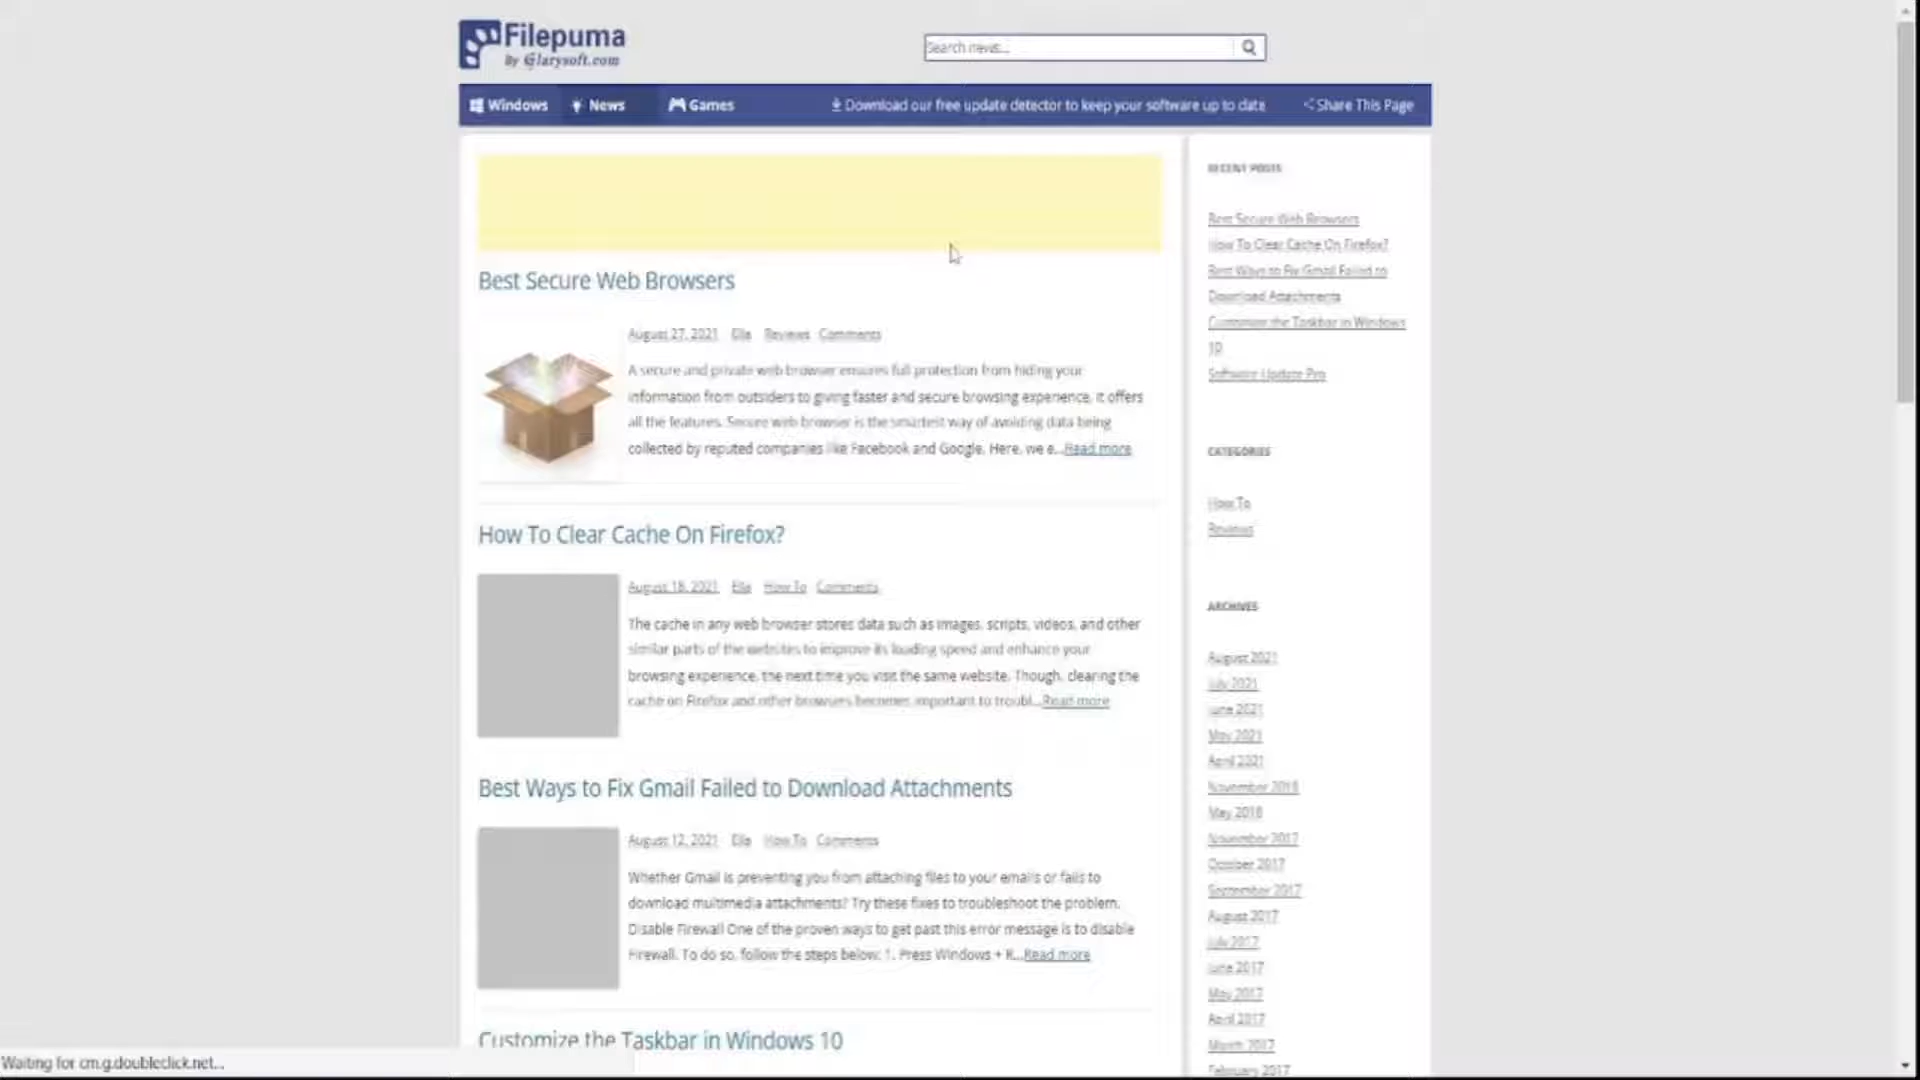 Filepuma
By Glarysoft.com
Search news...
Windows News Games Download our free update detector to keep your software up to date Share This Page
Best Secure Web Browsers
August 27, 2021 Ella Reviews Comments
A secure and private web browser ensures full protection from hiding your
information from outsiders to giving faster and secure browsing experience, it offers
all the features. Secure web browser is the smartest way of avoiding data being
collected by reputed companies like Facebook and Google. Here, we e...Read more
How To Clear Cache On Firefox?
August 18, 2021 Ella How To Comments
The cache in any web browser stores data such as images, scripts, videos, and other
similar parts of the websites to improve its loading speed and enhance your
browsing experience, the next time you visit the same website. Though, clearing the
cache on Firefox and other browsers becomes important to troubl...Read more
Best Ways to Fix Gmail Failed to Download Attachments
August 12, 2021 Ella How To Comments
Whether Gmail is preventing you from attaching files to your emails or fails to
download multimedia attachments? Try these fixes to troubleshoot the problem.
Disable Firewall One of the proven ways to get past this error message is to disable
Firewall. To do so, follow the steps below: 1. Press Windows + R...Read more
Customize the Taskbar in Windows 10
RECENT POSTS
Best Secure Web Browsers
How To Clear Cache On Firefox?
Best Ways to Fix Gmail Failed to
Download Attachments
Customize the Taskbar in Windows
10
Software Update Pro
CATEGORIES
How To
Reviews
ARCHIVES
August 2021
July 2021
June 2021
May 2021
April 2021
November 2018
May 2018
November 2017
October 2017
September 2017
August 2017
July 2017
June 2017
May 2017
April 2017
March 2017
February 2017
Waiting for cm.g.doubleclick.net...